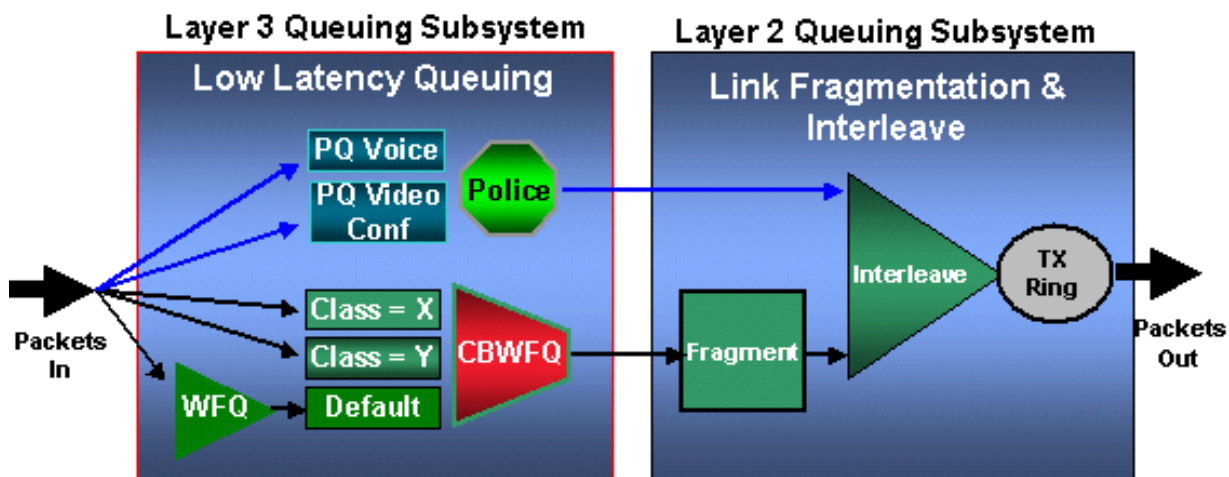 Layer 3 Queuing Subsystem
Layer 2 Queuing Subsystem
Low Latency Queuing
Link Fragmentation &
Interleave
PQ Voice
PQ Video
Conf
Police
Packets
In
Class = X
Class = Y
WFQ
Default
CBWFQ
Fragment
Interleave
TX
Ring
Packets
Out